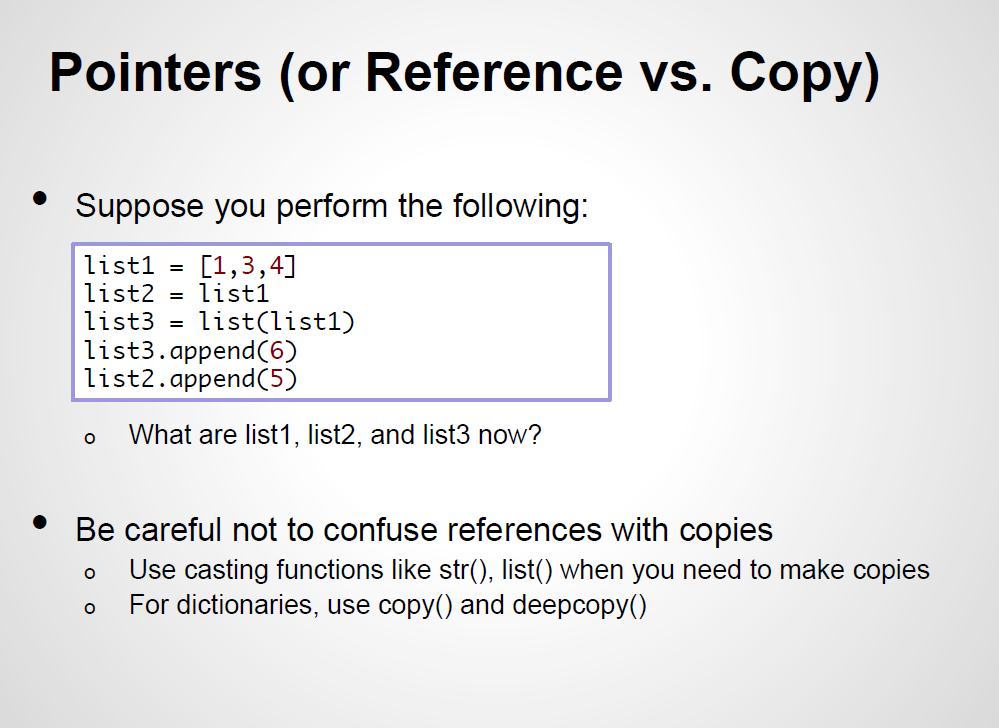 Pointers (or Reference vs. Copy)
• Suppose you perform the following:
list1 = [1,3,4]
list2 = list1
list3 = list(list1)
list3.append(6)
list2.append(5)
o What are list1, list2, and list3 now?
• Be careful not to confuse references with copies
o Use casting functions like str(), list() when you need to make copies
o For dictionaries, use copy() and deepcopy()